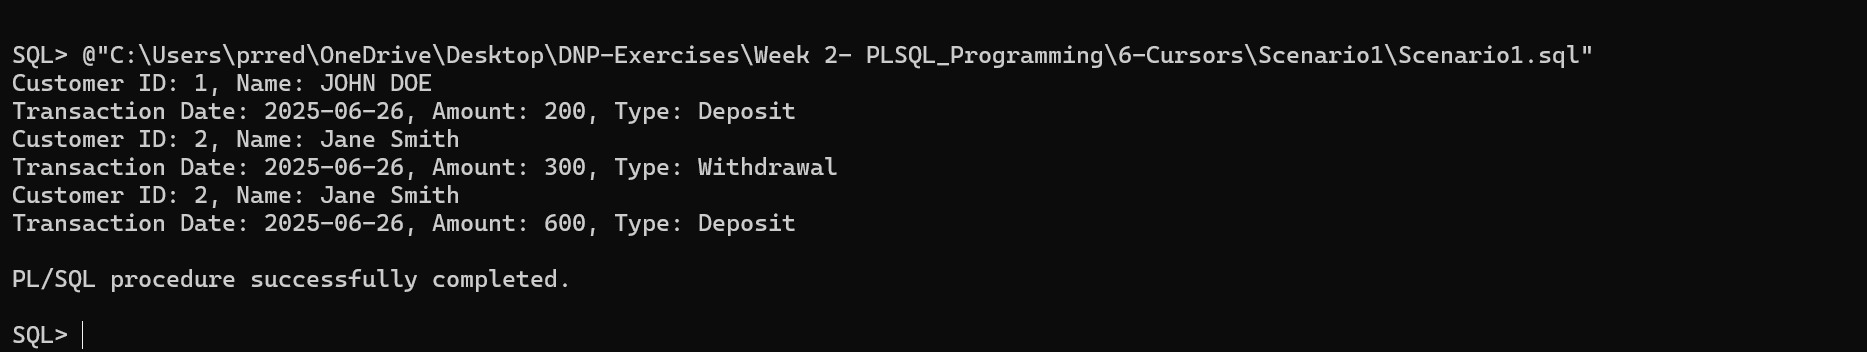 SQL> @"C:\Users\prred\OneDrive\Desktop\DNP-Exercises\Week 2- PLSQL_Programming\6-Cursors\Scenario1\Scenario1.sql"
Customer ID: 1, Name: JOHN DOE
Transaction Date: 2025-06-26, Amount: 200, Type: Deposit
Customer ID: 2, Name: Jane Smith
Transaction Date: 2025-06-26, Amount: 300, Type: Withdrawal
Customer ID: 2, Name: Jane Smith
Transaction Date: 2025-06-26, Amount: 600, Type: Deposit
PL/SQL procedure successfully completed.
SQL>